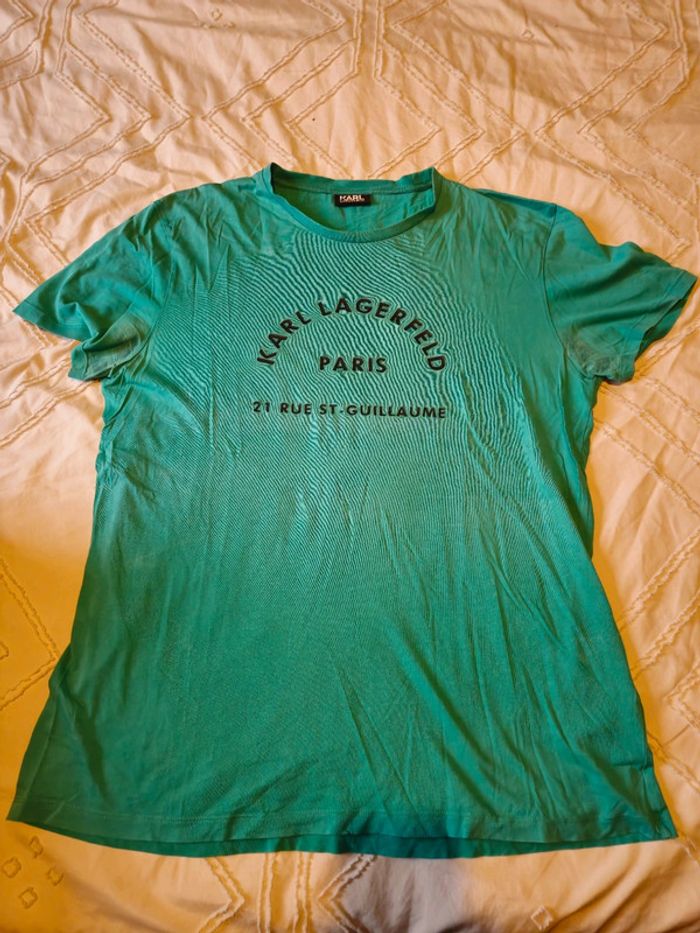 KARL
KARL LAGERFELD
PARIS
21 RUE ST-GUILLAUME